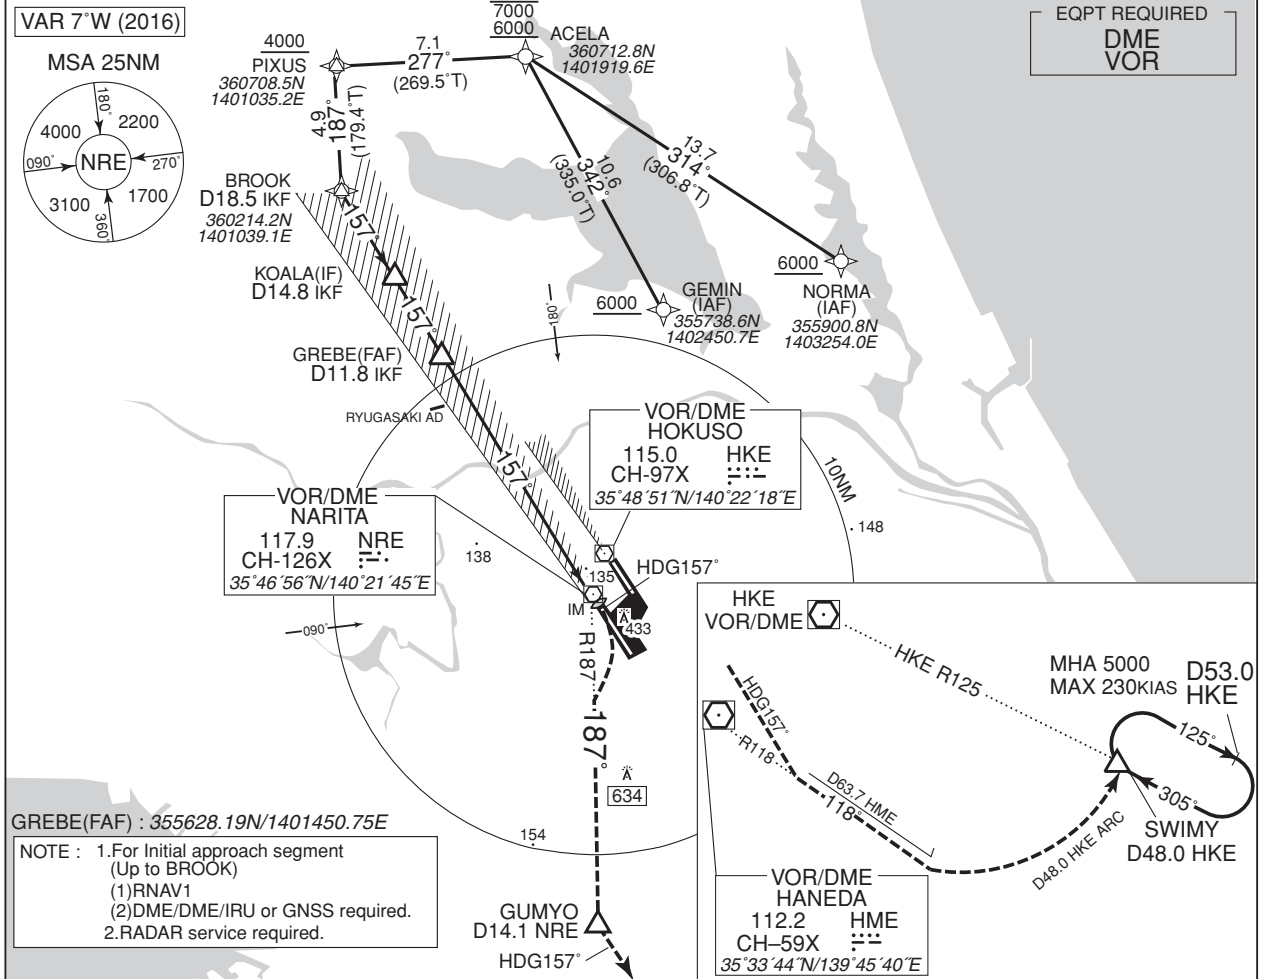 VAR 7°W (2016)
MSA 25NM
180°
4000
2200
090°
NRE
270°
3100
1700
360°
7000
6000
ACELA
360712.8N
1401919.6E
EQPT REQUIRED
DME
VOR
4000
PIXUS
360708.5N
1401035.2E
7.1
277°
(269.5°T)
4.9
187°
(179.4°T)
13.7
314°
(306.8°T)
10.6
342°
(335.0°T)
BROOK
D18.5 IKF
360214.2N
1401039.1E
157°
KOALA(IF)
D14.8 IKF
157°
GREBE(FAF)
D11.8 IKF
6000
GEMIN
(IAF)
355738.6N
1402450.7E
6000
NORMA
(IAF)
355900.8N
1403254.0E
180°
RYUGASAKI AD
157°
VOR/DME
HOKUSO
115.0 HKE
CH-97X
35°48´51˝N/140°22´18˝E
10NM
148
VOR/DME
NARITA
117.9 NRE
CH-126X
35°46´56˝N/140°21´45˝E
138
135
HDG157°
IM
433
090°
R187
187°
634
154
GUMYO
D14.1 NRE
HDG157°
GREBE(FAF) : 355628.19N/1401450.75E
NOTE : 1.For Initial approach segment
(Up to BROOK)
(1)RNAV1
(2)DME/DME/IRU or GNSS required.
2.RADAR service required.
HKE
VOR/DME
HKE R125
MHA 5000
MAX 230KIAS
D53.0
HKE
HDG157°
R118
125°
305°
D63.7 HME
118°
SWIMY
D48.0 HKE
D48.0 HKE ARC
VOR/DME
HANEDA
112.2 HME
CH–59X
35°33´44˝N/139°45´40˝E